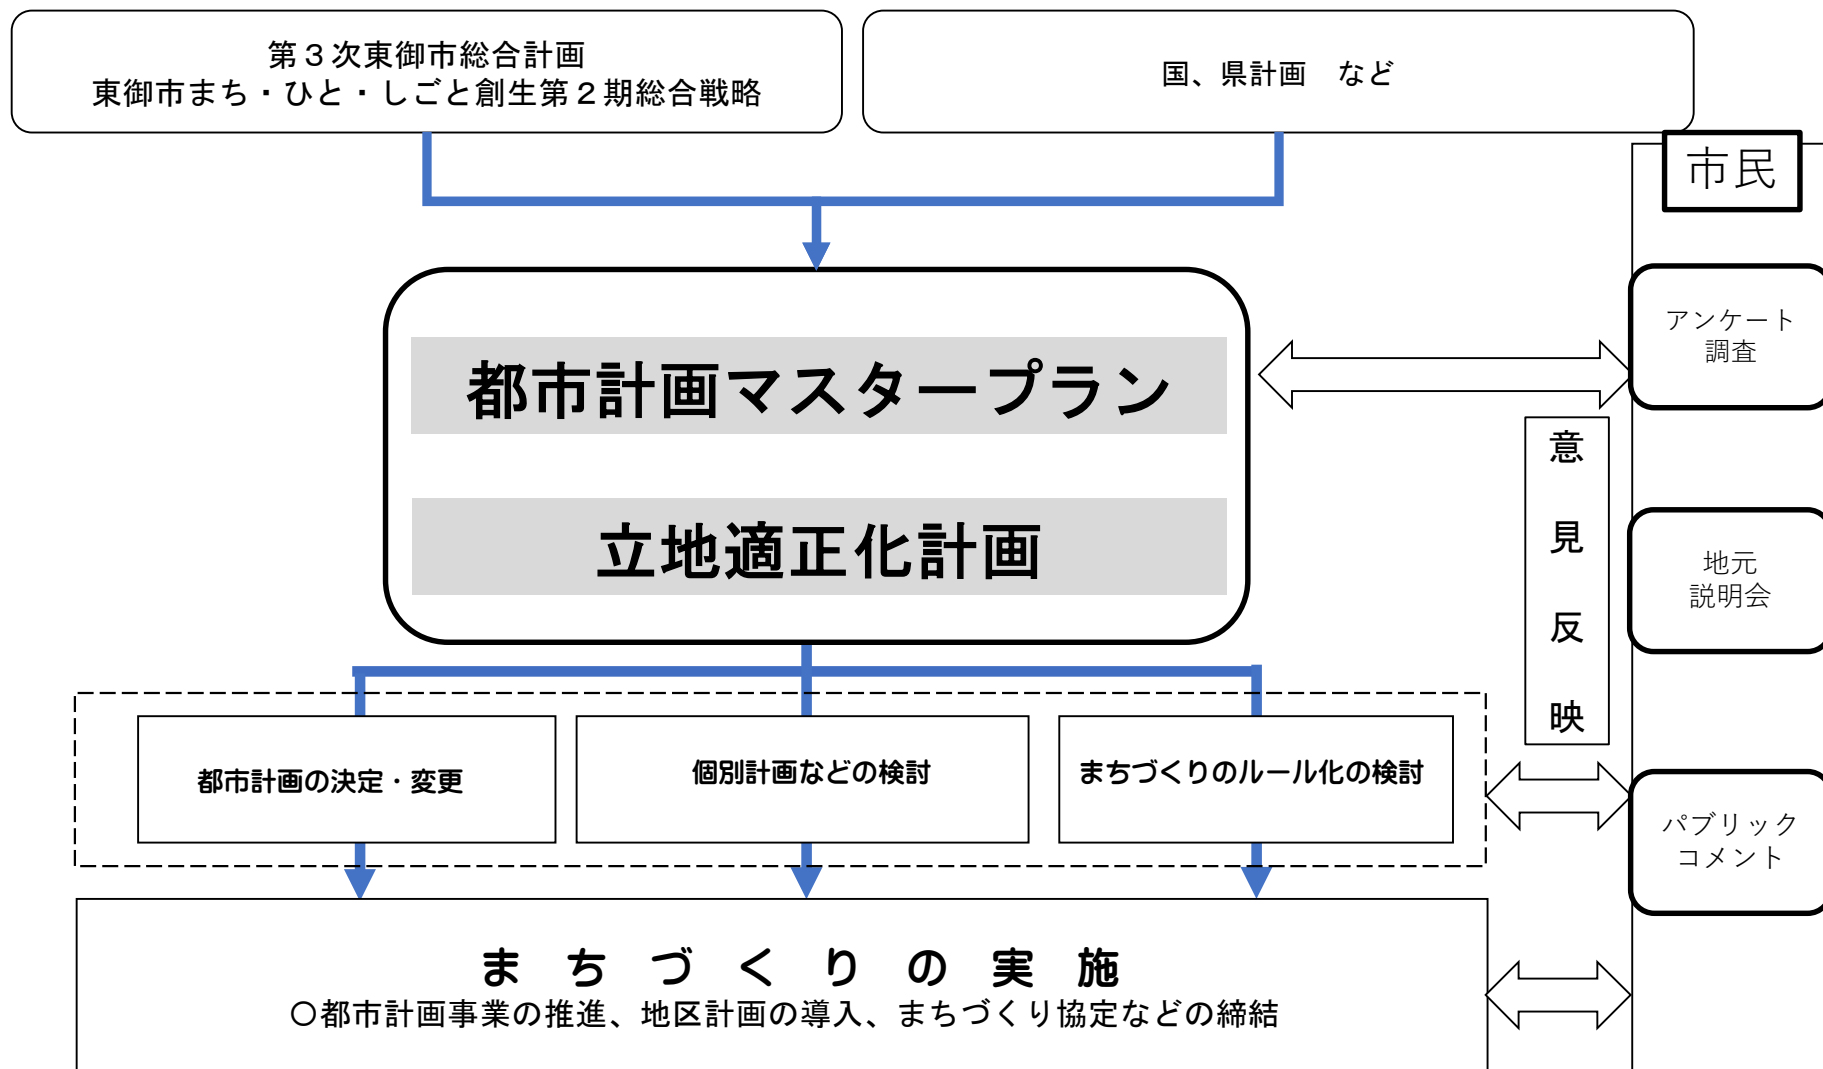 第３次東御市総合計画
東御市まち・ひと・しごと創生第２期総合戦略
国、県計画　など
市民
都市計画マスタープラン
立地適正化計画
アンケート
調査
意見反映
地元
説明会
都市計画の決定・変更
個別計画などの検討
まちづくりのルール化の検討
パブリック
コメント
まちづくりの実施
〇都市計画事業の推進、地区計画の導入、まちづくり協定などの締結